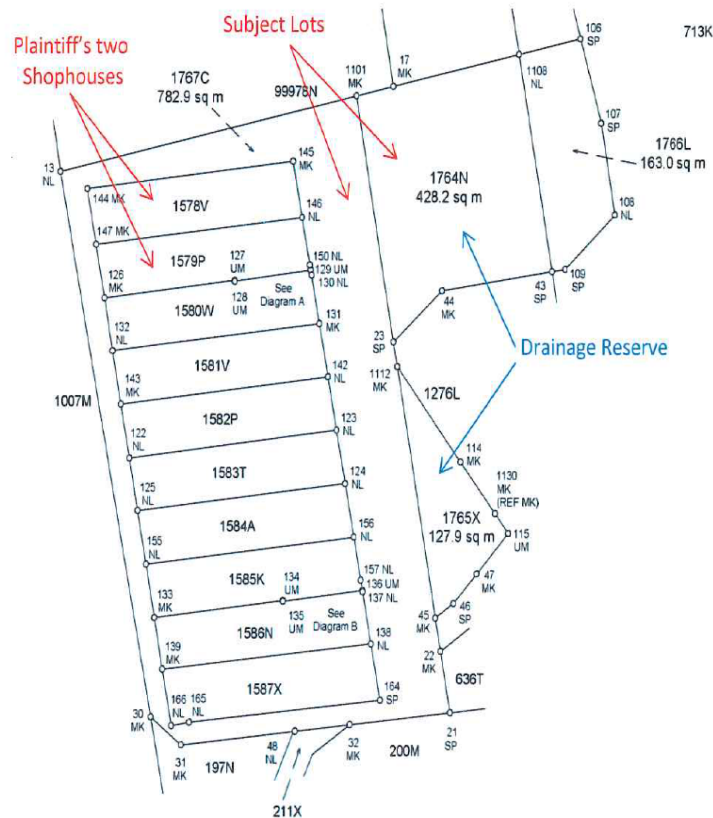 106
SP
713K
Subject Lots
17
MK
Plaintiff's two
Shophouses
1767C
782.9 sq m
99978N
1101
MK
1108
NL
107
SP
1766L
163.0 sq m
13
NL
145
MK
1764N
428.2 sq m
144 MK
1578V
146
NL
108
NL
147 MK
1579P
127
UM
150 NL
129 UM
130 NL
126
MK
128
UM
See
Diagram A
1580W
44
MK
43
SP
109
SP
131
MK
132
NL
23
SP
Drainage Reserve
1581V
142
NL
1112
MK
1276L
143
MK
1007M
1582P
123
NL
122
NL
114
MK
1583T
124
NL
1130
MK
(REF MK)
125
NL
1765X
127.9 sq m
115
UM
1584A
156
NL
155
NL
157 NL
136 UM
137 NL
47
MK
1585K
134
UM
46
SP
133
MK
135
UM
See
Diagram B
45
MK
1586N
138
NL
22
MK
139
MK
1587X
164
SP
636T
166
NL
165
NL
30
MK
31
MK
197N
48
NL
32
MK
200M
21
SP
211X